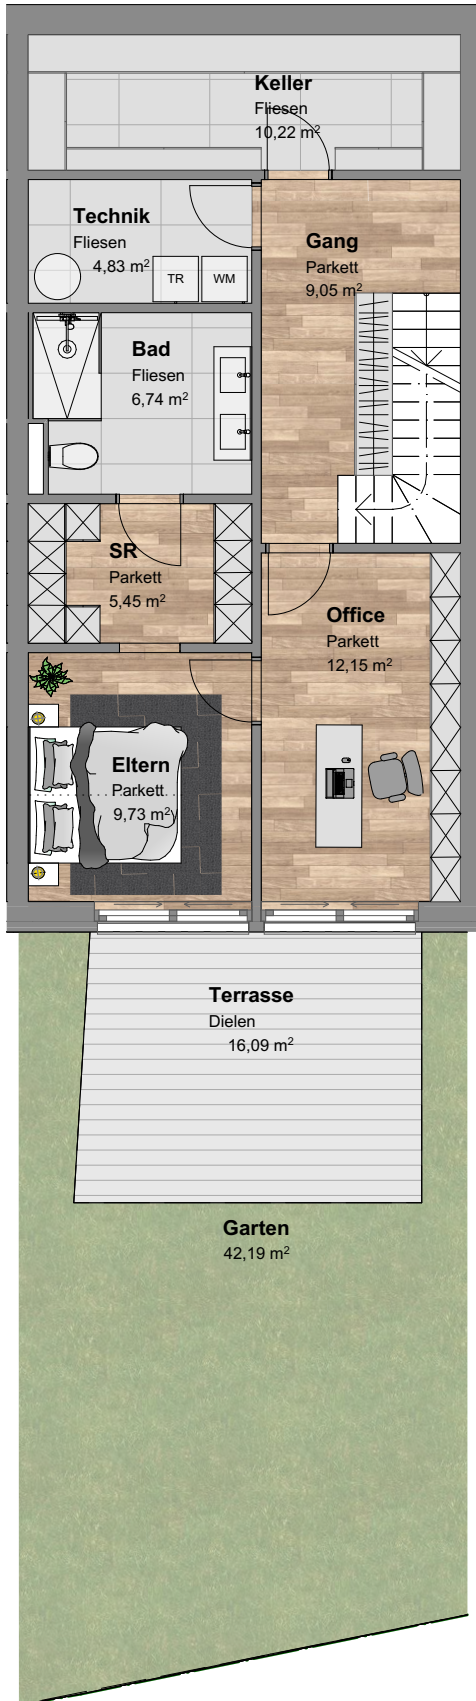 Keller
Fliesen
10,22 m²
Technik
Fliesen
4,83 m²
TR
WM
Gang
Parkett
9,05 m²
Bad
Fliesen
6,74 m²
SR
Parkett
5,45 m²
Office
Parkett
12,15 m²
Eltern
Parkett
9,73 m²
Terrasse
Dielen
16,09 m²
Garten
42,19 m²